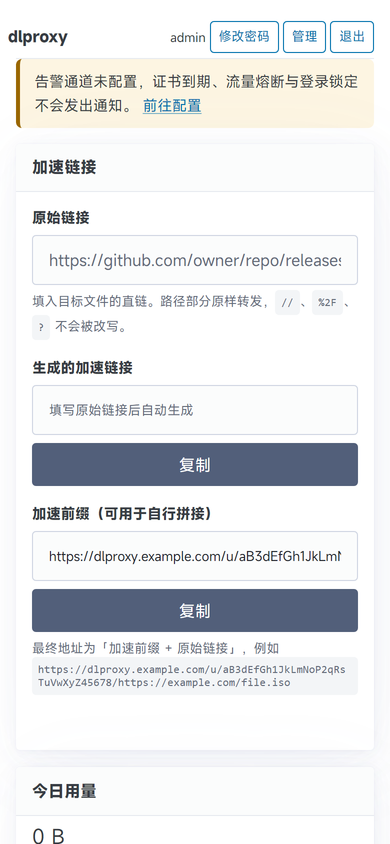 dlproxy
admin 修改密码 管理 退出
告警通道未配置，证书到期、流量熔断与登录锁定
不会发出通知。 前往配置
加速链接
原始链接
https://github.com/owner/repo/releases
填入目标文件的直链。路径部分原样转发， // 、 %2F 、
? 不会被改写。
生成的加速链接
填写原始链接后自动生成
复制
加速前缀（可用于自行拼接）
https://dlproxy.example.com/u/aB3dEfGh1JkLmN
复制
最终地址为「加速前缀 + 原始链接」，例如
https://dlproxy.example.com/u/aB3dEfGh1JkLmNoP2qRs
TuVwXyZ45678/https://example.com/file.iso
今日用量
0 B